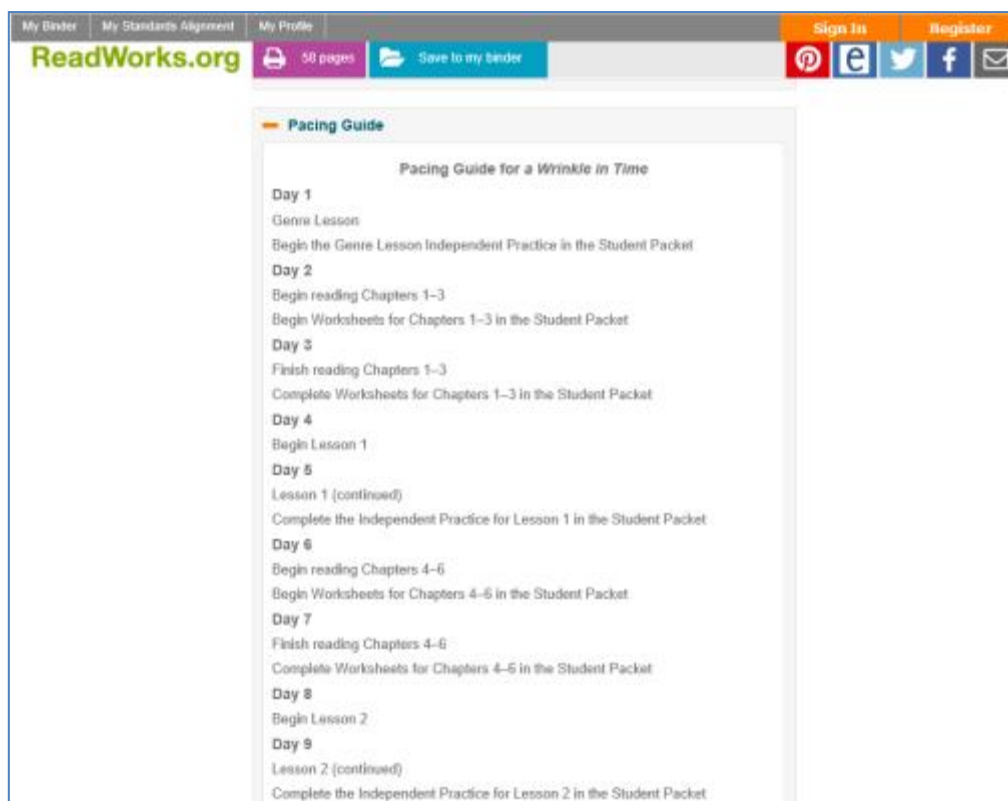 My Binder My Standards Alignment My Profile Sign In Register
ReadWorks.org 58 pages Save to my binder
Pacing Guide
Pacing Guide for a Wrinkle in Time
Day 1
Genre Lesson
Begin the Genre Lesson Independent Practice in the Student Packet
Day 2
Begin reading Chapters 1–3
Begin Worksheets for Chapters 1–3 in the Student Packet
Day 3
Finish reading Chapters 1–3
Complete Worksheets for Chapters 1–3 in the Student Packet
Day 4
Begin Lesson 1
Day 5
Lesson 1 (continued)
Complete the Independent Practice for Lesson 1 in the Student Packet
Day 6
Begin reading Chapters 4–6
Begin Worksheets for Chapters 4–6 in the Student Packet
Day 7
Finish reading Chapters 4–6
Complete Worksheets for Chapters 4–6 in the Student Packet
Day 8
Begin Lesson 2
Day 9
Lesson 2 (continued)
Complete the Independent Practice for Lesson 2 in the Student Packet